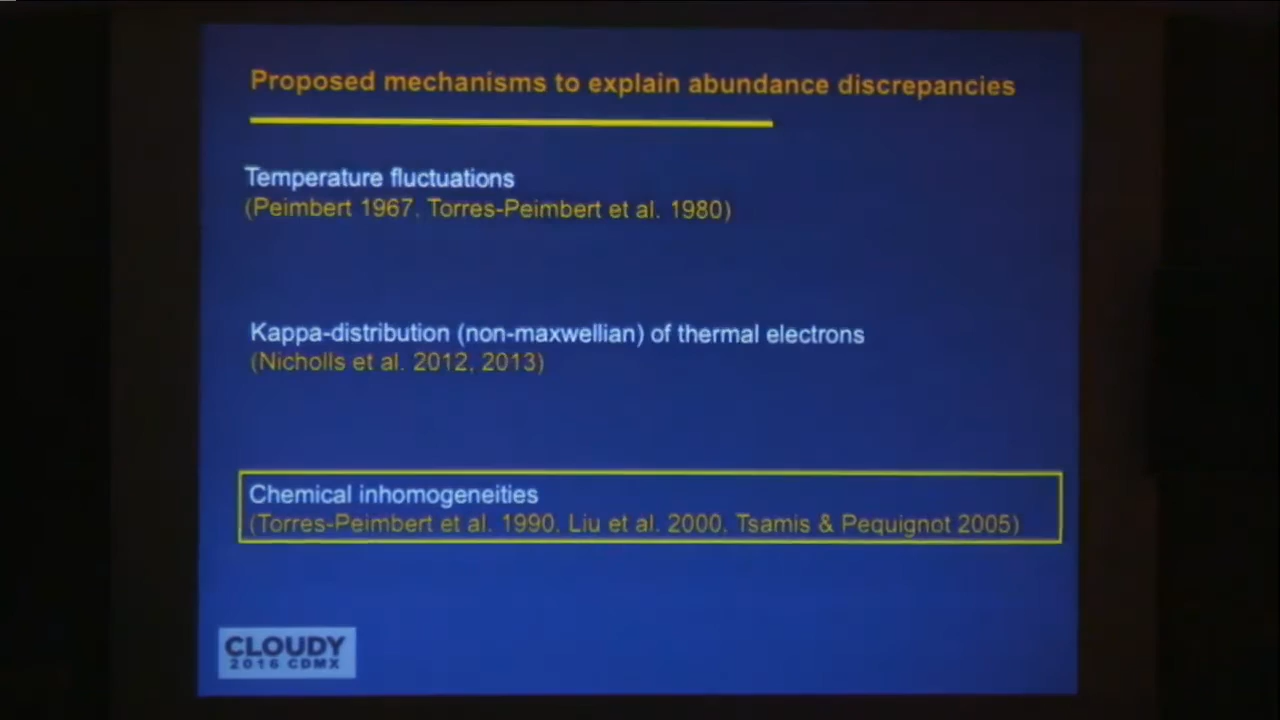 Proposed mechanisms to explain abundance discrepancies
Temperature fluctuations
(Peimbert 1967, Torres-Peimbert et al. 1980)
Kappa-distribution (non-maxwellian) of thermal electrons
(Nicholls et al. 2012, 2013)
Chemical inhomogeneities
(Torres-Peimbert et al. 1990, Liu et al. 2000, Tsamis & Pequignot 2005)
CLOUDY
2016 CDMX